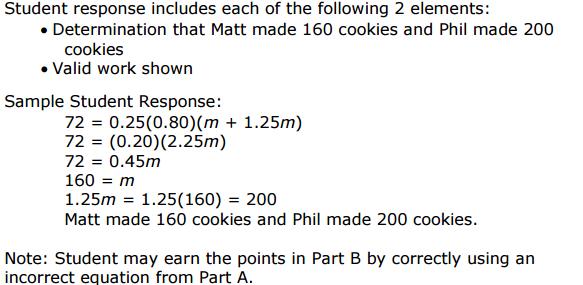 Student response includes each of the following 2 elements:
• Determination that Matt made 160 cookies and Phil made 200
cookies
• Valid work shown
Sample Student Response:
72 = 0.25(0.80)(m + 1.25m)
72 = (0.20)(2.25m)
72 = 0.45m
160 = m
1.25m = 1.25(160) = 200
Matt made 160 cookies and Phil made 200 cookies.
Note: Student may earn the points in Part B by correctly using an
incorrect equation from Part A.